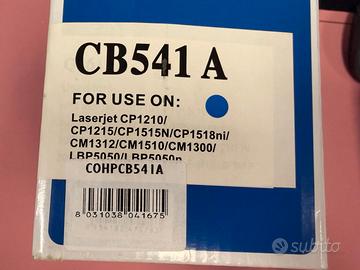 CB541 A
FOR USE ON:
Laserjet CP1210/
CP1215/CP1515N/CP1518ni/
CM1312/CM1510/CM1300/
LBP5050/LBP5050n
COHPCB541A
8 031038 041675
subito